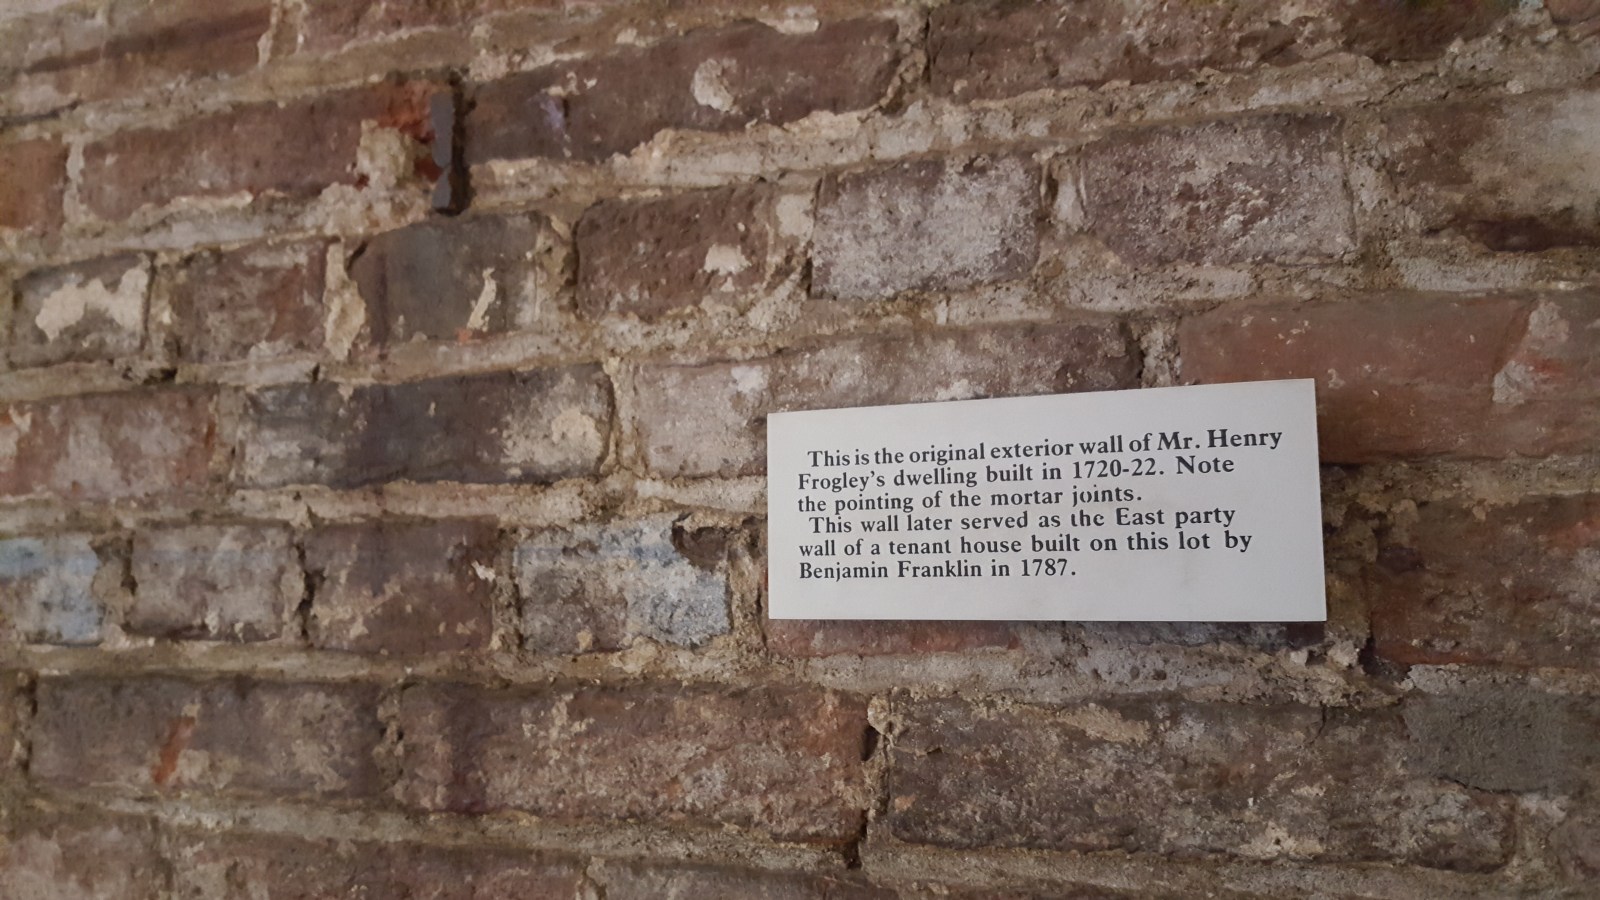 This is the original exterior wall of Mr. Henry
Frogley's dwelling built in 1720-22. Note
the pointing of the mortar joints.
This wall later served as the East party
wall of a tenant house built on this lot by
Benjamin Franklin in 1787.